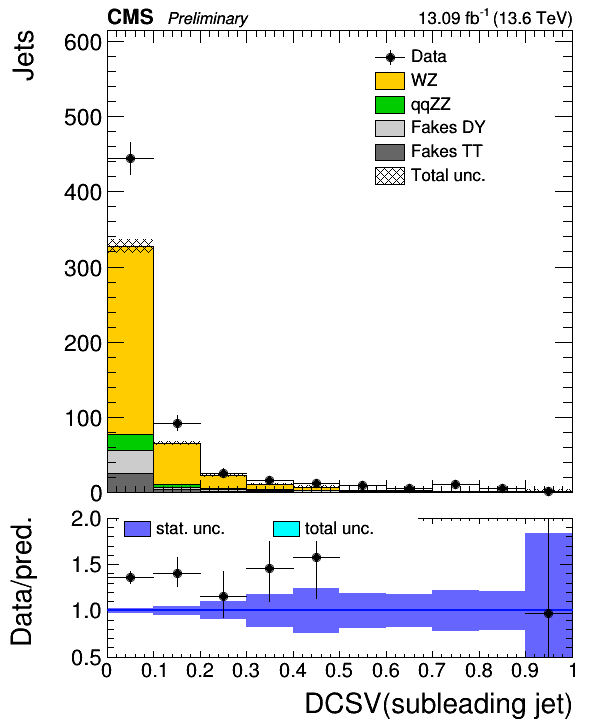 CMS Preliminary 13.09 fb⁻¹ (13.6 TeV)
Jets
600
500
400
300
200
100
0
Data
WZ
qqZZ
Fakes DY
Fakes TT
Total unc.
Data/pred.
2.0
1.5
1.0
0.5
stat. unc. total unc.
0 0.1 0.2 0.3 0.4 0.5 0.6 0.7 0.8 0.9 1
DCSV(subleading jet)